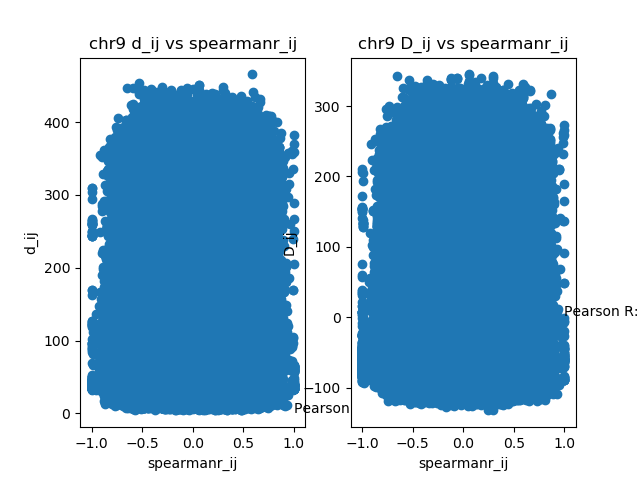 chr9 d_ij vs spearmanr_ij
d_ij
400
300
200
100
0
−1.0 −0.5 0.0 0.5 1.0
spearmanr_ij
Pearson
chr9 D_ij vs spearmanr_ij
D_ij
300
200
100
0
−100
−1.0 −0.5 0.0 0.5 1.0
spearmanr_ij
Pearson R: